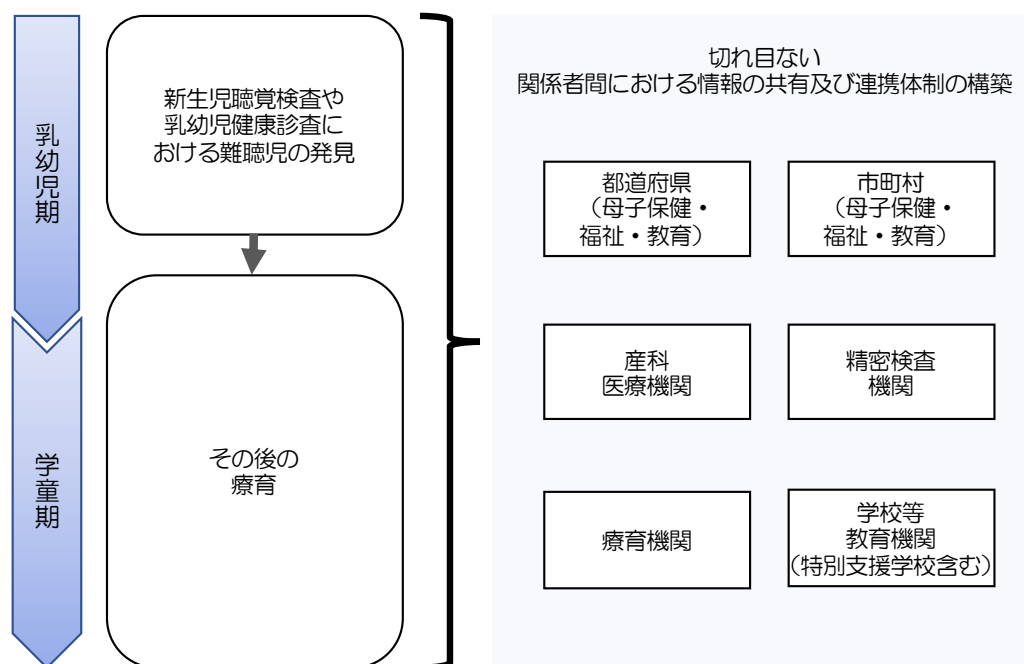 乳幼児期
新生児聴覚検査や
乳幼児健康診査に
おける難聴児の発見
学童期
その後の
療育
切れ目ない
関係者間における情報の共有及び連携体制の構築
都道府県
（母子保健・
福祉・教育）
市町村
（母子保健・
福祉・教育）
産科
医療機関
精密検査
機関
療育機関
学校等
教育機関
（特別支援学校含む）